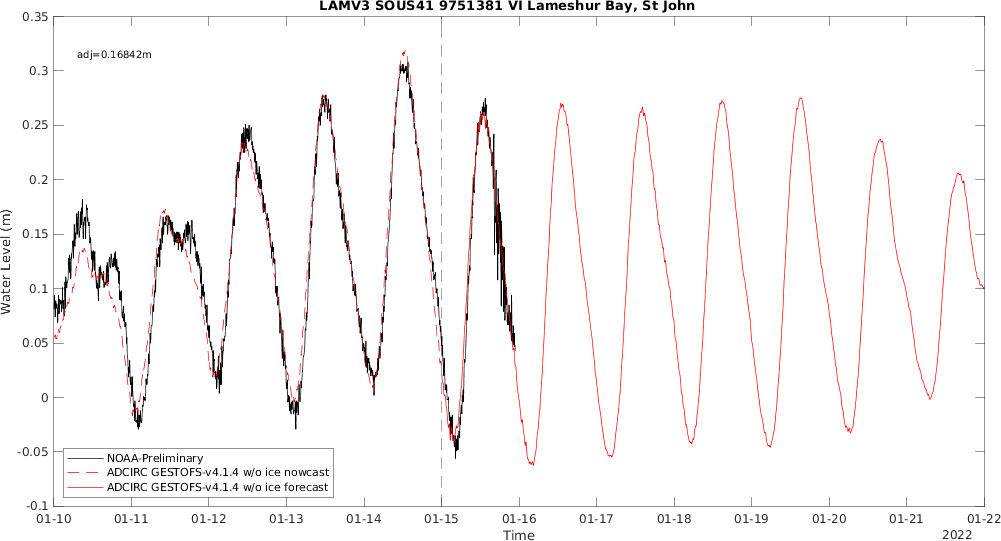 LAMV3 SOUS41 9751381 VI Lameshur Bay, St John
0.35
0.3
0.25
0.2
0.15
0.1
0.05
0
-0.05
-0.1
Water Level (m)
adj=0.16842m
NOAA-Preliminary
ADCIRC GESTOFS-v4.1.4 w/o ice nowcast
ADCIRC GESTOFS-v4.1.4 w/o ice forecast
01-10 01-11 01-12 01-13 01-14 01-15 01-16 01-17 01-18 01-19 01-20 01-21 01-22
Time
2022